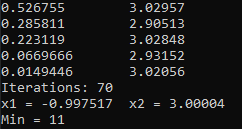 0.526755 3.02957
0.285811 2.90513
0.223119 3.02848
0.0669666 2.93152
0.0149446 3.02056
Iterations: 70
x1 = -0.997517 x2 = 3.00004
Min = 11